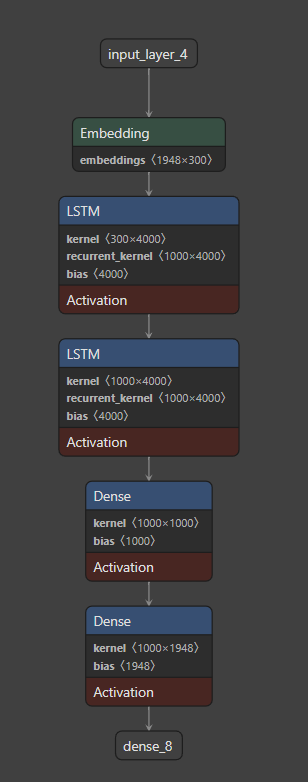 input_layer_4
Embedding
embeddings 〈1948×300〉
LSTM
kernel 〈300×4000〉
recurrent_kernel 〈1000×4000〉
bias 〈4000〉
Activation
LSTM
kernel 〈1000×4000〉
recurrent_kernel 〈1000×4000〉
bias 〈4000〉
Activation
Dense
kernel 〈1000×1000〉
bias 〈1000〉
Activation
Dense
kernel 〈1000×1948〉
bias 〈1948〉
Activation
dense_8